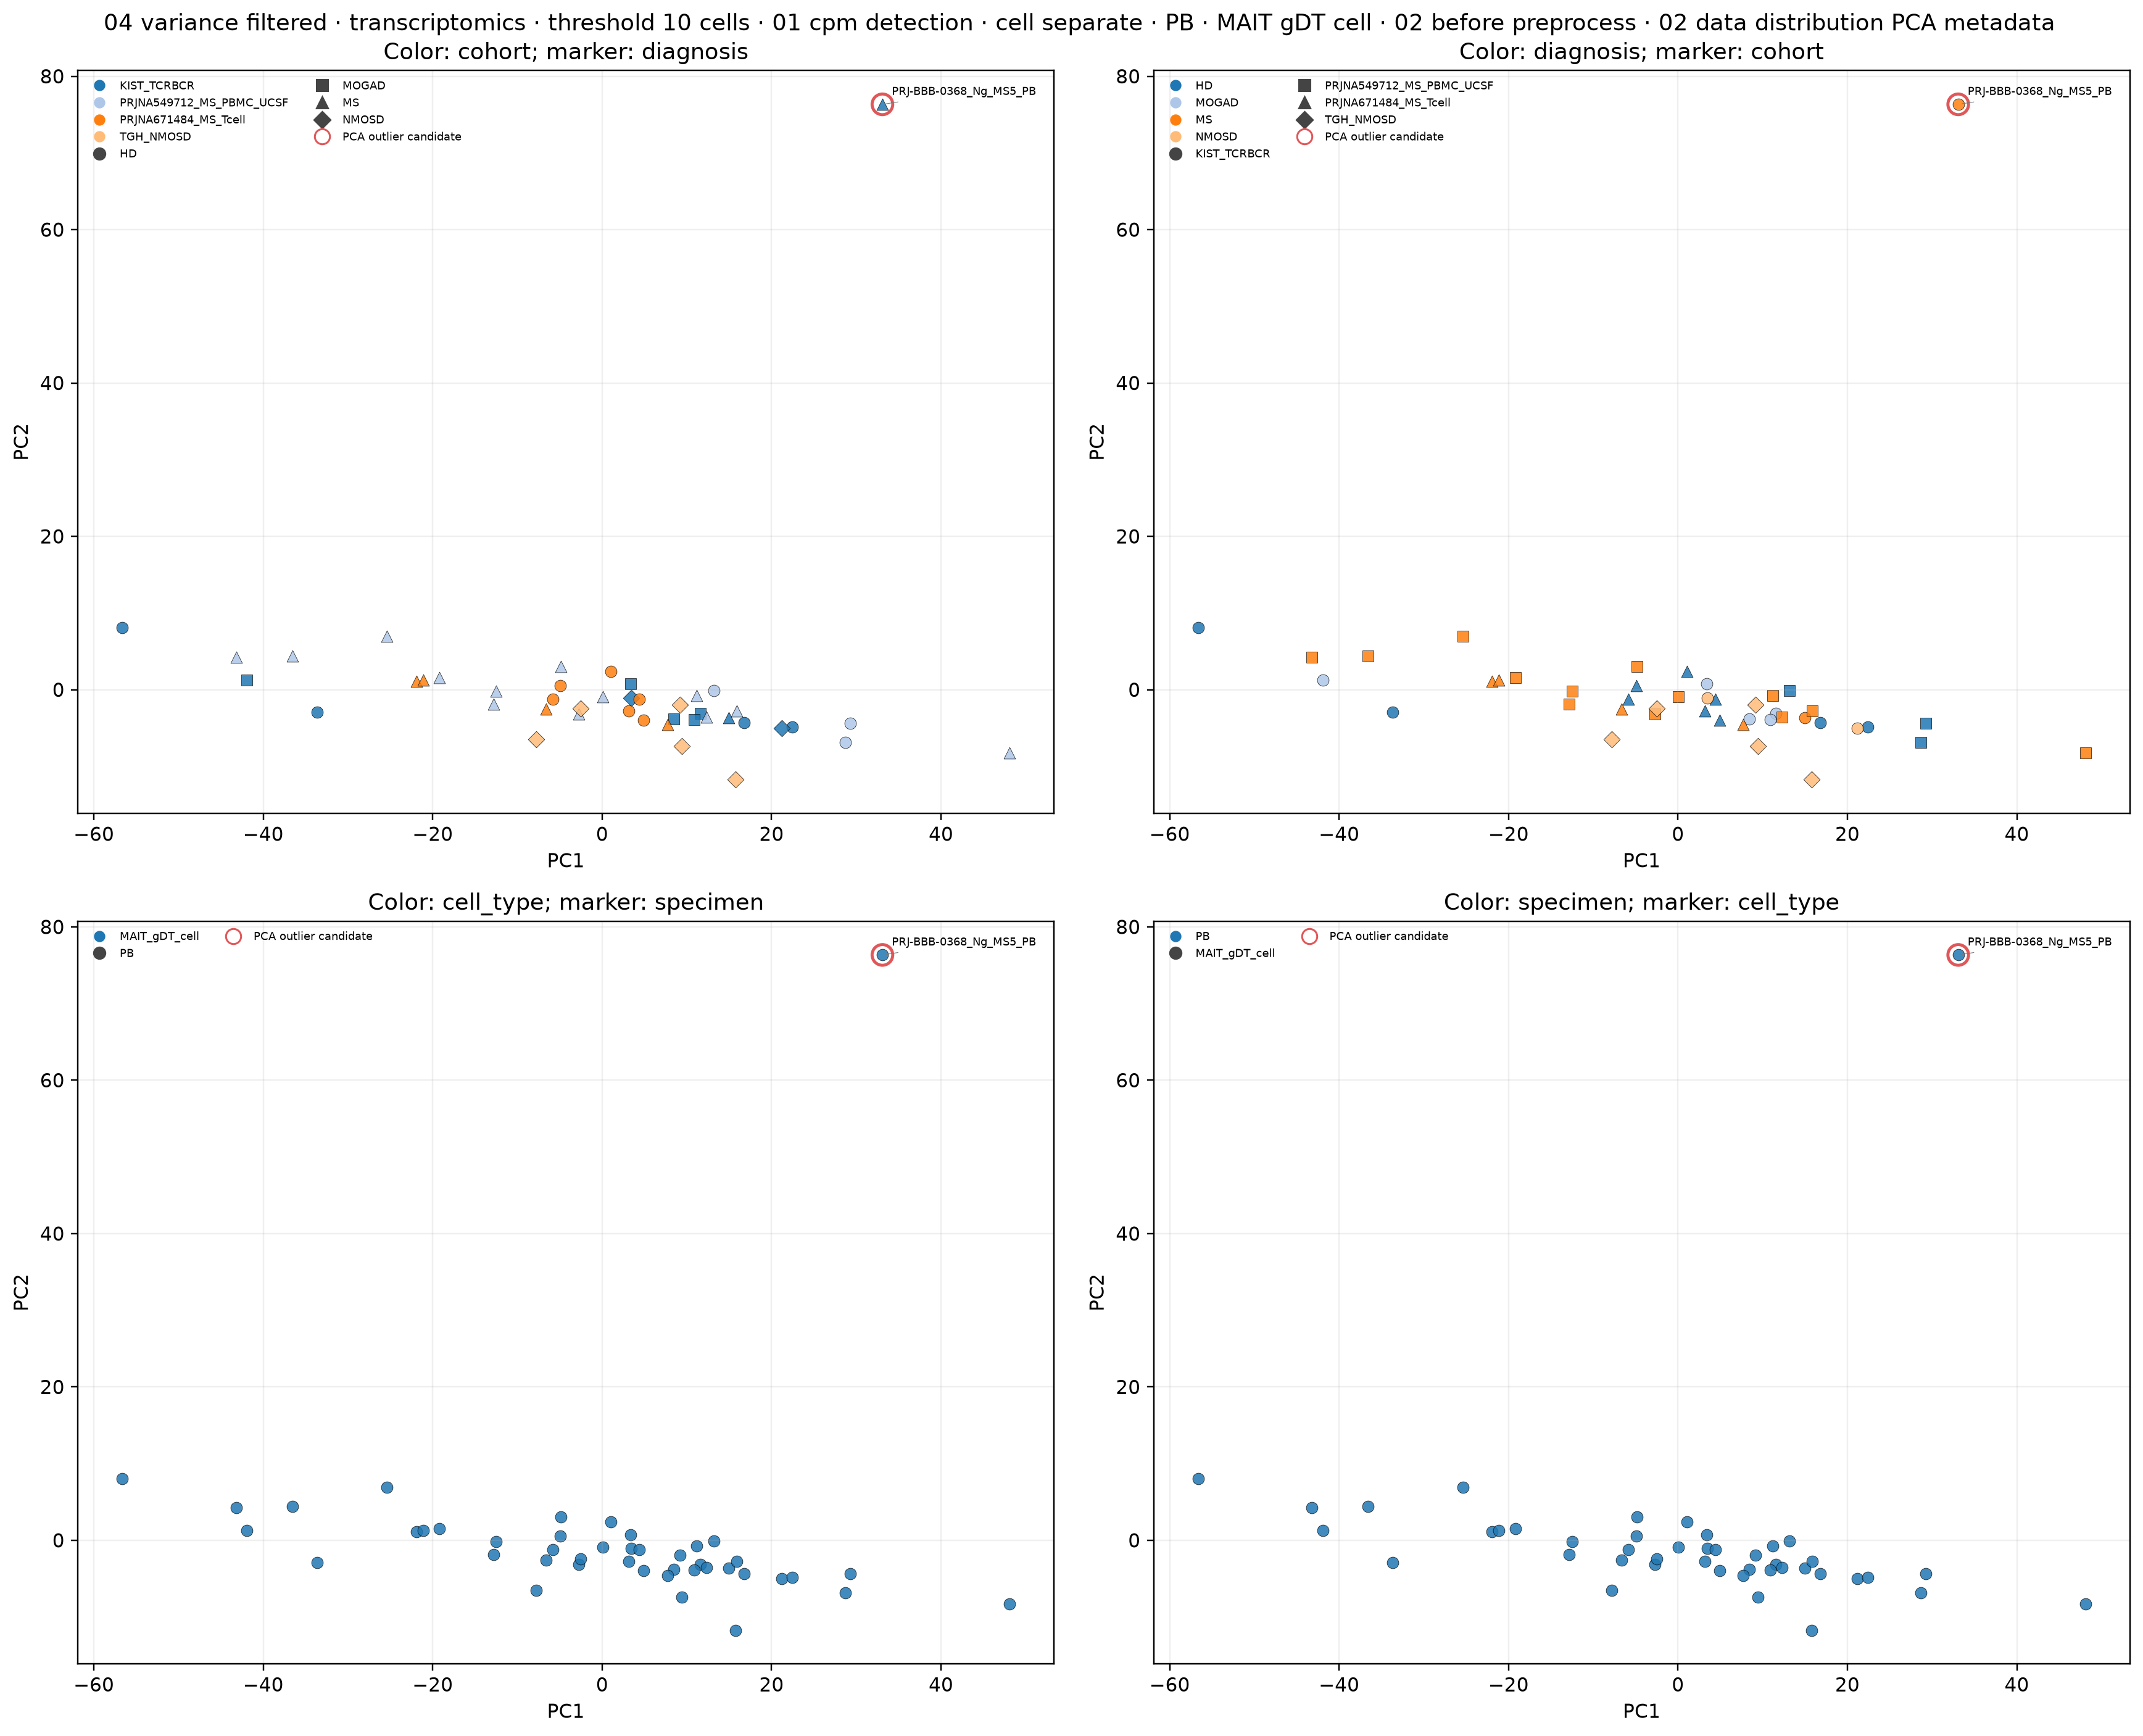 04 variance filtered · transcriptomics · threshold 10 cells · 01 cpm detection · cell separate · PB · MAIT gDT cell · 02 before preprocess · 02 data distribution PCA metadata
Color: cohort; marker: diagnosis
KIST_TCRBCR
PRJNA549712_MS_PBMC_UCSF
PRJNA671484_MS_Tcell
TGH_NMOSD
HD
MOGAD
MS
NMOSD
PCA outlier candidate
PRJ-BBB-0368_Ng_MS5_PB
80
60
40
20
0
PC2
−60
−40
−20
0
20
40
PC1
Color: diagnosis; marker: cohort
HD
MOGAD
MS
NMOSD
KIST_TCRBCR
PRJNA549712_MS_PBMC_UCSF
PRJNA671484_MS_Tcell
TGH_NMOSD
PCA outlier candidate
PRJ-BBB-0368_Ng_MS5_PB
80
60
40
20
0
PC2
−60
−40
−20
0
20
40
PC1
Color: cell_type; marker: specimen
MAIT_gDT_cell
PB
PCA outlier candidate
PRJ-BBB-0368_Ng_MS5_PB
80
60
40
20
0
PC2
−60
−40
−20
0
20
40
PC1
Color: specimen; marker: cell_type
PB
MAIT_gDT_cell
PCA outlier candidate
PRJ-BBB-0368_Ng_MS5_PB
80
60
40
20
0
PC2
−60
−40
−20
0
20
40
PC1